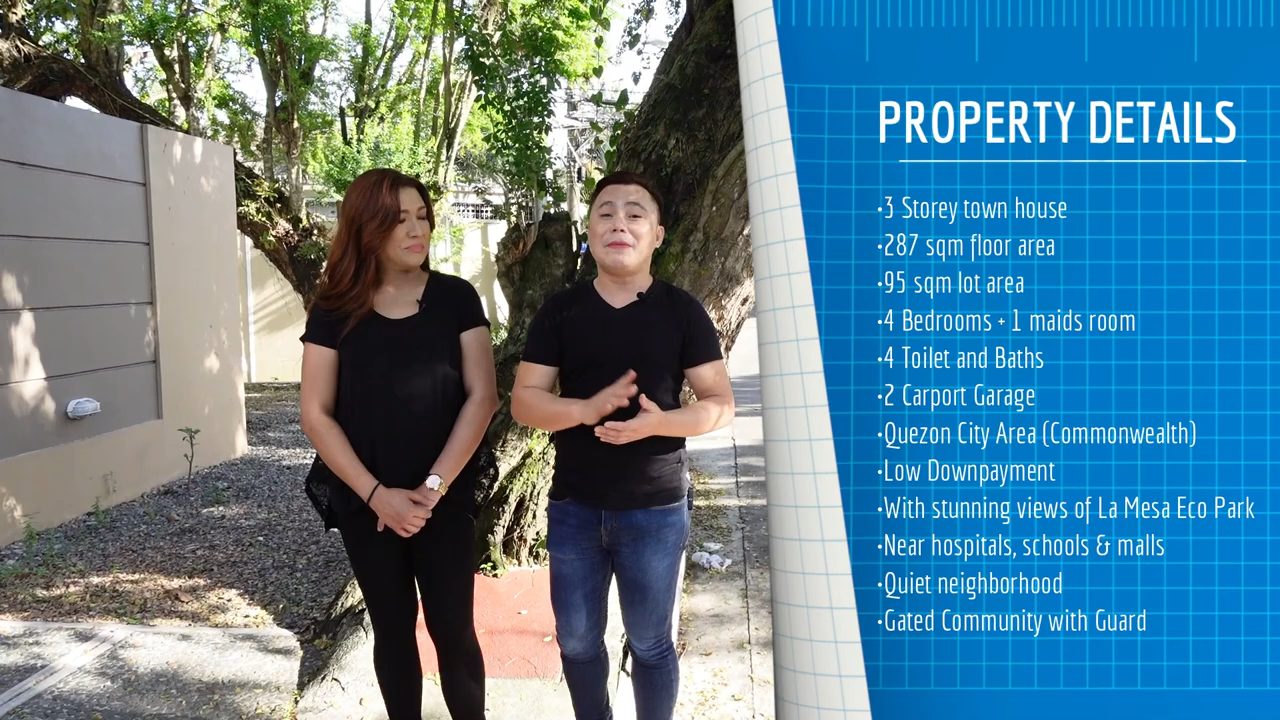 PROPERTY DETAILS
•3 Storey town house
•287 sqm floor area
•95 sqm lot area
•4 Bedrooms + 1 maids room
•4 Toilet and Baths
•2 Carport Garage
•Quezon City Area (Commonwealth)
•Low Downpayment
•With stunning views of La Mesa Eco Park
•Near hospitals, schools & malls
•Quiet neighborhood
•Gated Community with Guard